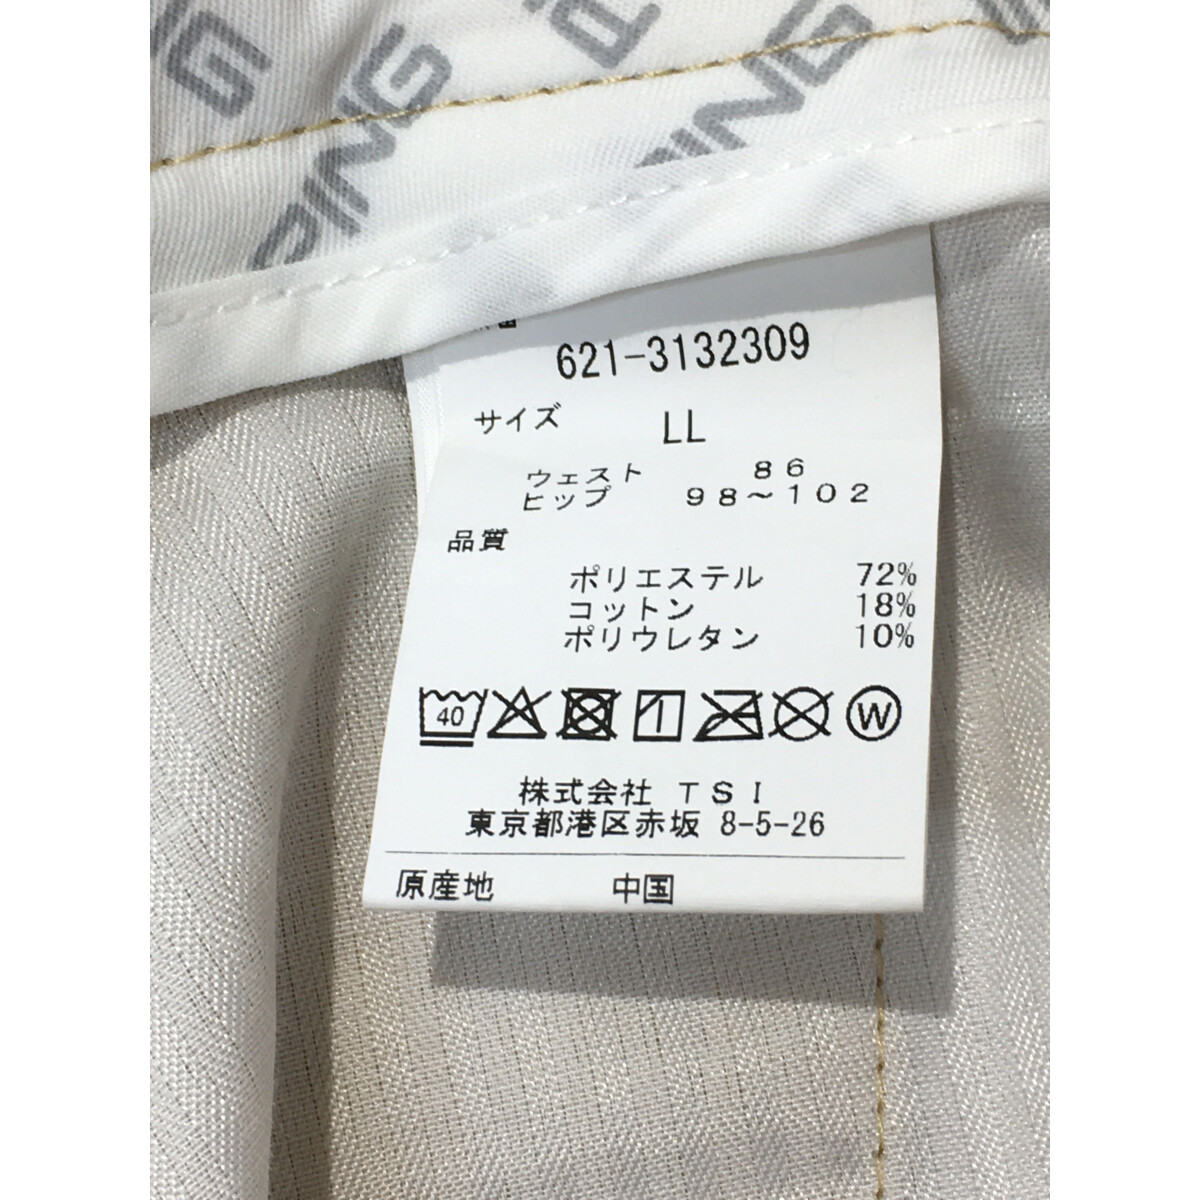 PING
PING
621-3132309
サイズ LL
ウェスト 86
ヒップ 98～102
品質
ポリエステル 72%
コットン 18%
ポリウレタン 10%
40 W
株式会社 TSI
東京都港区赤坂 8-5-26
原産地 中国